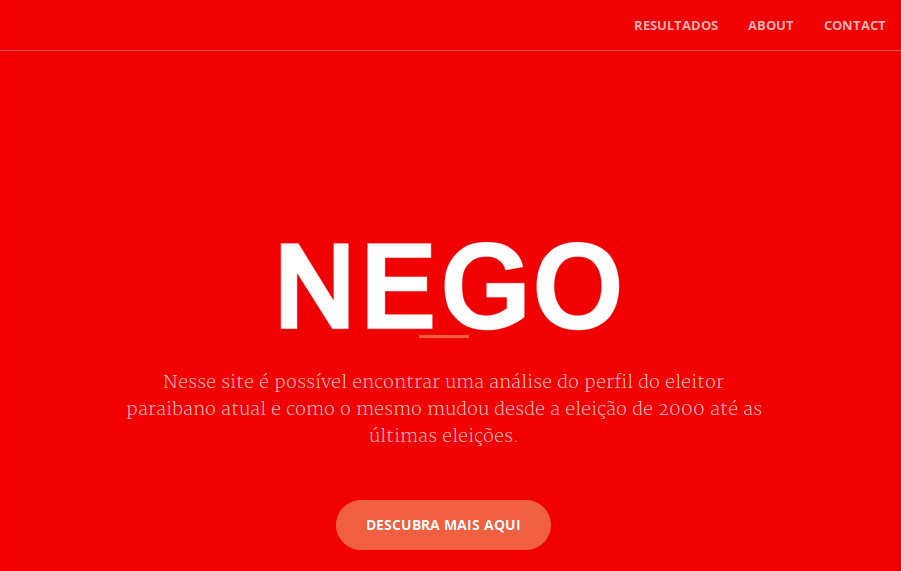 RESULTADOS ABOUT CONTACT
NEGO
Nesse site é possível encontrar uma análise do perfil do eleitor
paraibano atual e como o mesmo mudou desde a eleição de 2000 até as
últimas eleições.
DESCUBRA MAIS AQUI